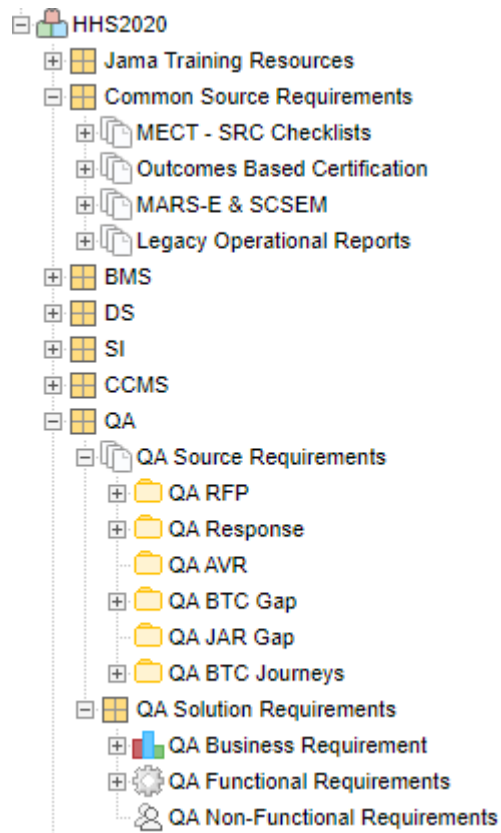 HHS2020
Jama Training Resources
Common Source Requirements
MECT - SRC Checklists
Outcomes Based Certification
MARS-E & SCSEM
Legacy Operational Reports
BMS
DS
SI
CCMS
QA
QA Source Requirements
QA RFP
QA Response
QA AVR
QA BTC Gap
QA JAR Gap
QA BTC Journeys
QA Solution Requirements
QA Business Requirement
QA Functional Requirements
QA Non-Functional Requirements